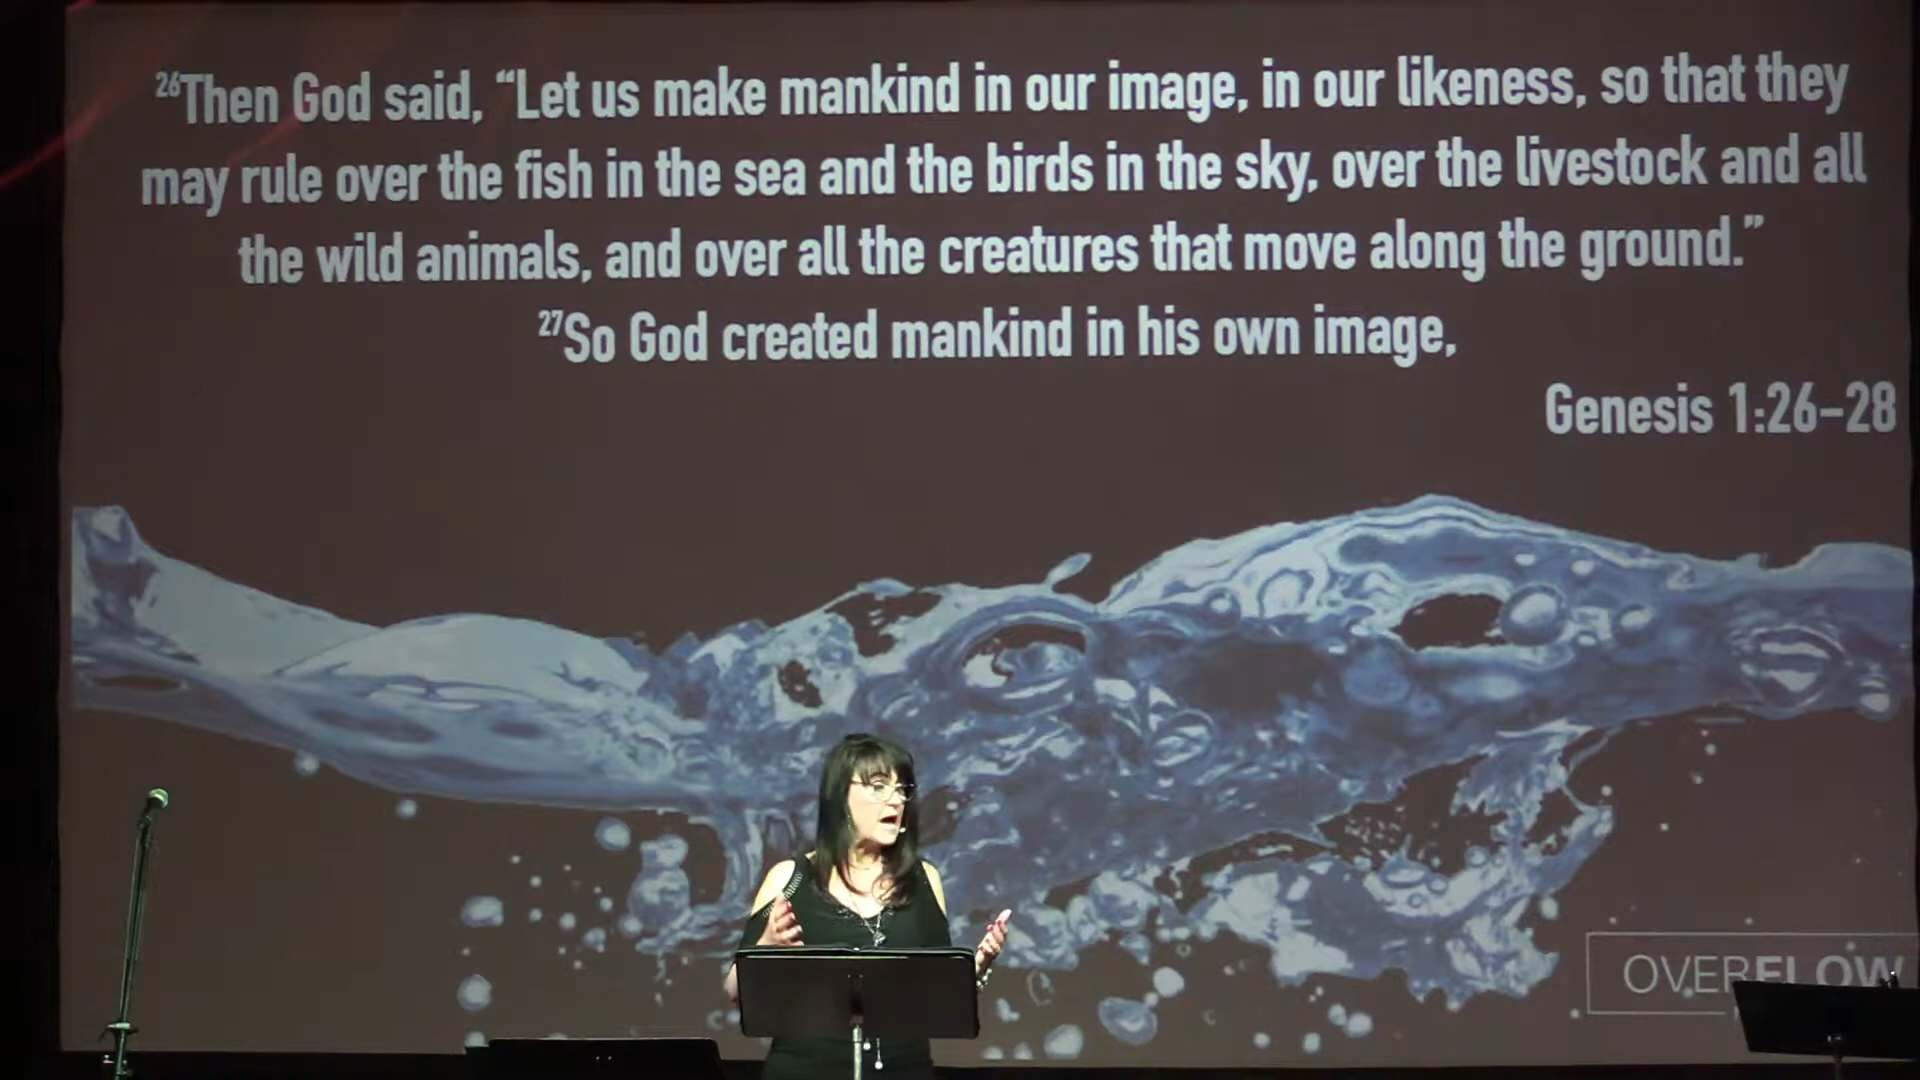 ²⁶Then God said, “Let us make mankind in our image, in our likeness, so that they
may rule over the fish in the sea and the birds in the sky, over the livestock and all
the wild animals, and over all the creatures that move along the ground.”
²⁷So God created mankind in his own image,
Genesis 1:26–28
OVERFLOW